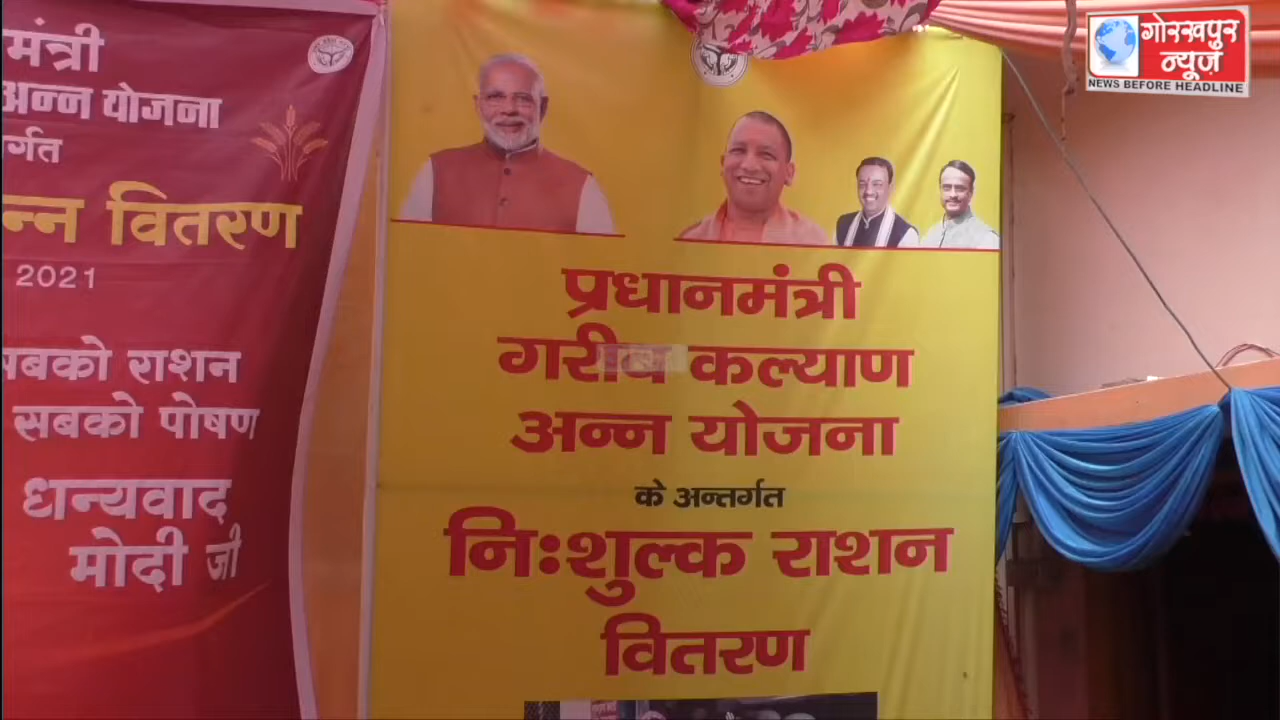 मंत्री
अन्न योजना
र्गत
न्न वितरण
2021
सबको राशन
सबको पोषण
धन्यवाद
मोदी जी
प्रधानमंत्री
गरीब कल्याण
अन्न योजना
के अन्तर्गत
निःशुल्क राशन
वितरण
गोरखपुर
न्यूज़
NEWS BEFORE HEADLINE